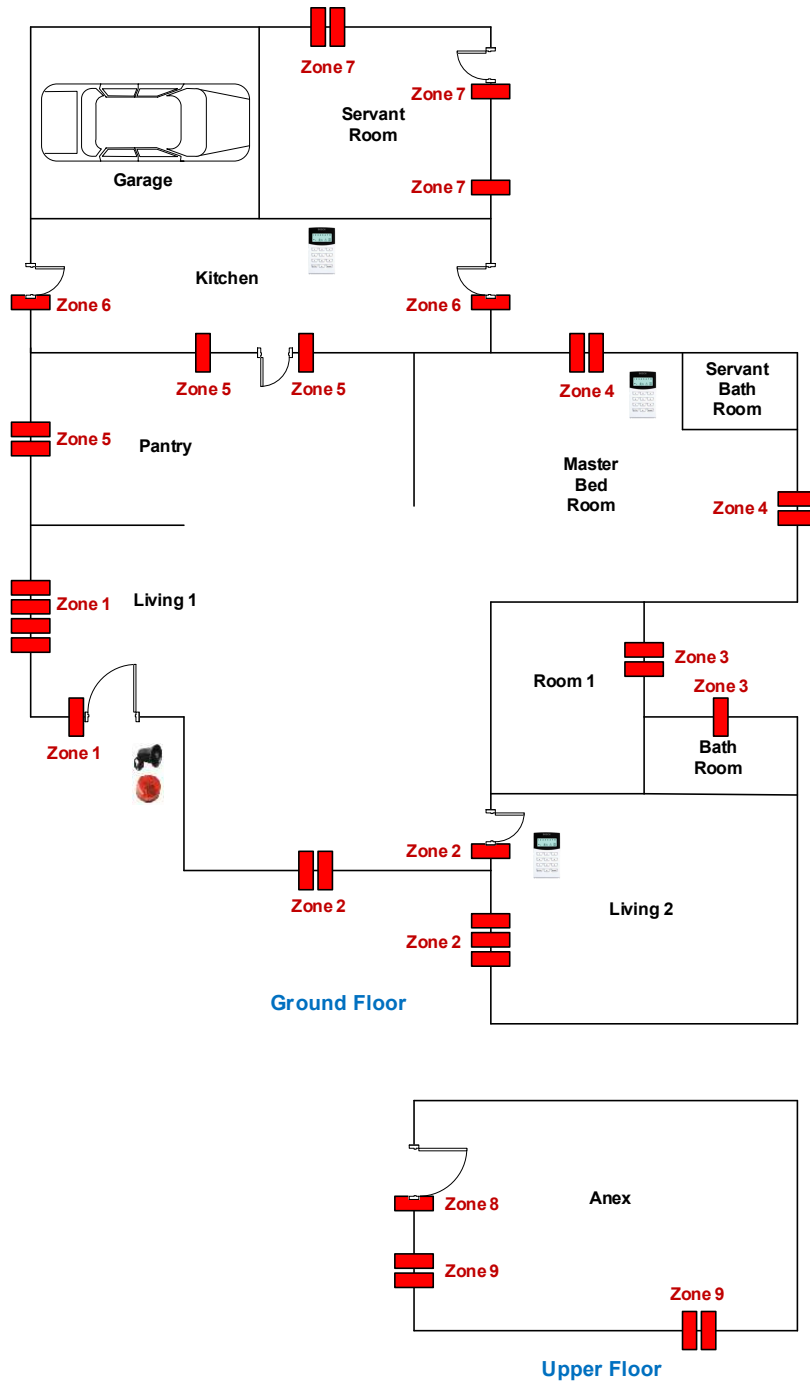 Zone 7
Servant
Room
Zone 7
Garage
Zone 7
Kitchen
Zone 6
Zone 6
Zone 5
Zone 5
Zone 4
Servant
Bath
Room
Zone 5
Pantry
Master
Bed
Room
Zone 4
Zone 1
Living 1
Zone 3
Room 1
Zone 3
Zone 1
Bath
Room
Zone 2
Zone 2
Living 2
Zone 2
Ground Floor
Zone 8
Anex
Zone 9
Zone 9
Upper Floor